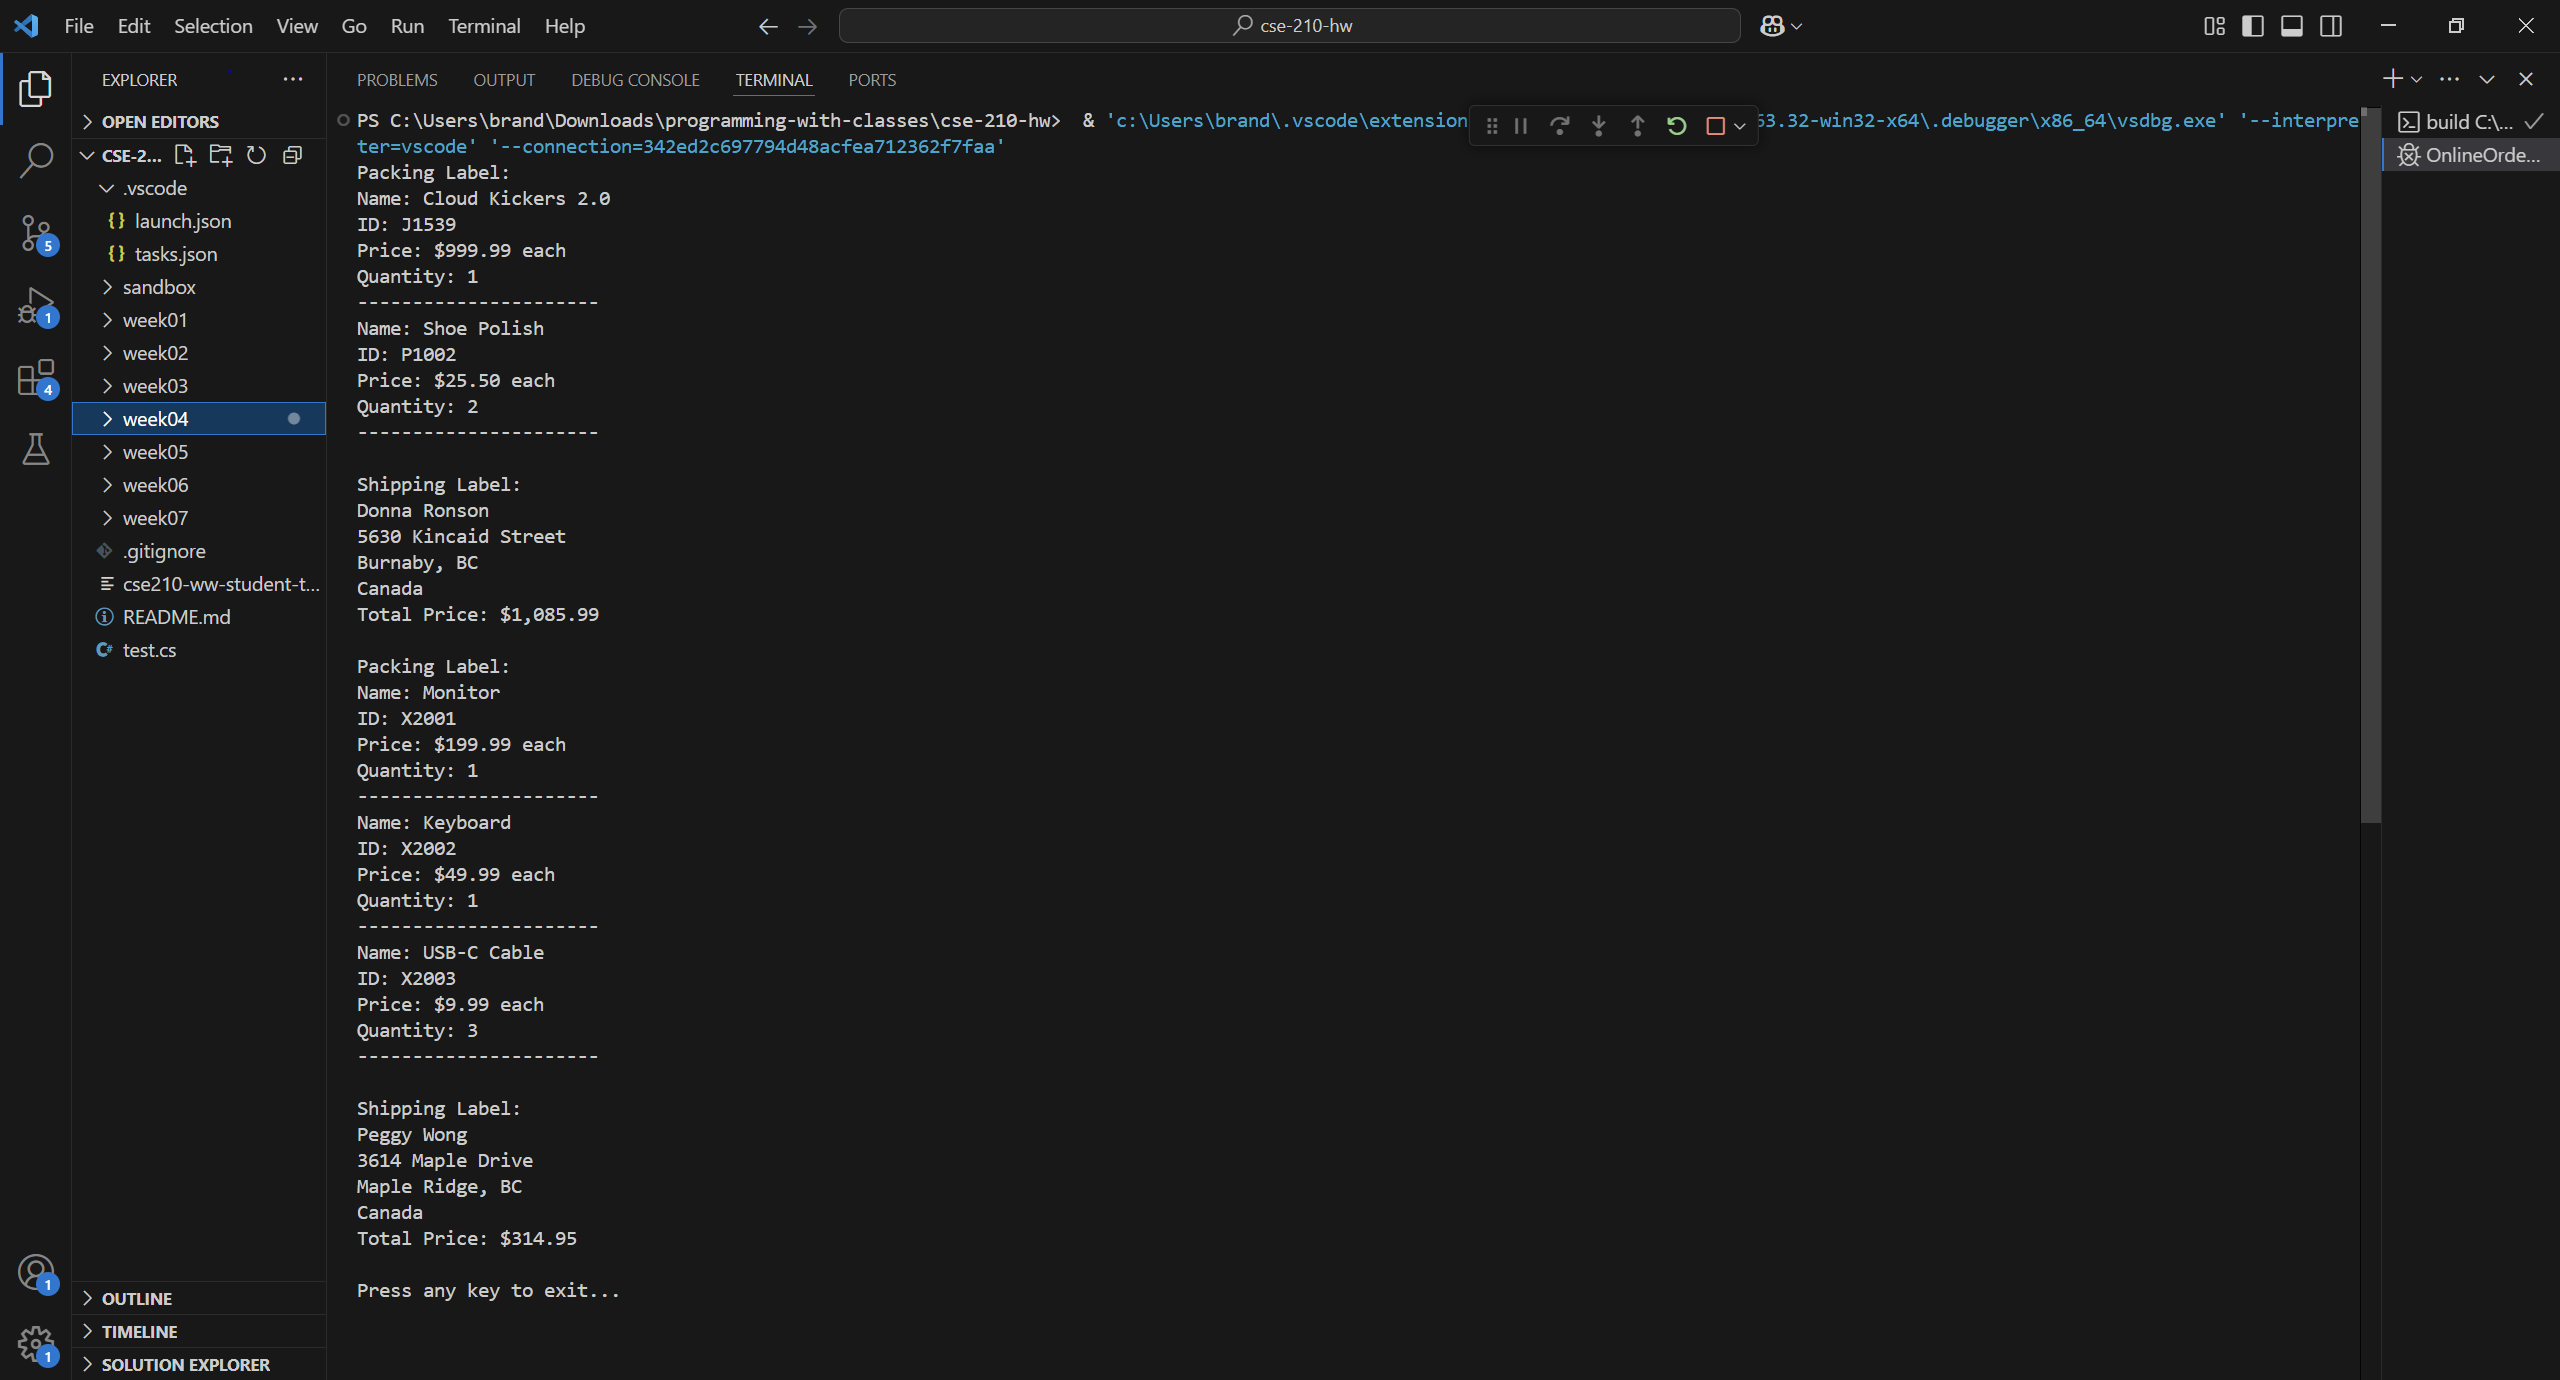 File Edit Selection View Go Run Terminal Help
cse-210-hw
EXPLORER
OPEN EDITORS
CSE-2...
.vscode
{} launch.json
{} tasks.json
sandbox
week01
week02
week03
week04
week05
week06
week07
.gitignore
cse210-ww-student-t...
README.md
C# test.cs
OUTLINE
TIMELINE
SOLUTION EXPLORER
5
1
4
1
1
PROBLEMS OUTPUT DEBUG CONSOLE TERMINAL PORTS
PS C:\Users\brand\Downloads\programming-with-classes\cse-210-hw>  & 'c:\Users\brand\.vscode\extension 63.32-win32-x64\.debugger\x86_64\vsdbg.exe' '--interpre
ter=vscode' '--connection=342ed2c697794d48acfea712362f7faa'
Packing Label:
Name: Cloud Kickers 2.0
ID: J1539
Price: $999.99 each
Quantity: 1
----------------------
Name: Shoe Polish
ID: P1002
Price: $25.50 each
Quantity: 2
----------------------
Shipping Label:
Donna Ronson
5630 Kincaid Street
Burnaby, BC
Canada
Total Price: $1,085.99
Packing Label:
Name: Monitor
ID: X2001
Price: $199.99 each
Quantity: 1
----------------------
Name: Keyboard
ID: X2002
Price: $49.99 each
Quantity: 1
----------------------
Name: USB-C Cable
ID: X2003
Price: $9.99 each
Quantity: 3
----------------------
Shipping Label:
Peggy Wong
3614 Maple Drive
Maple Ridge, BC
Canada
Total Price: $314.95
Press any key to exit...
build C:\...
OnlineOrde...